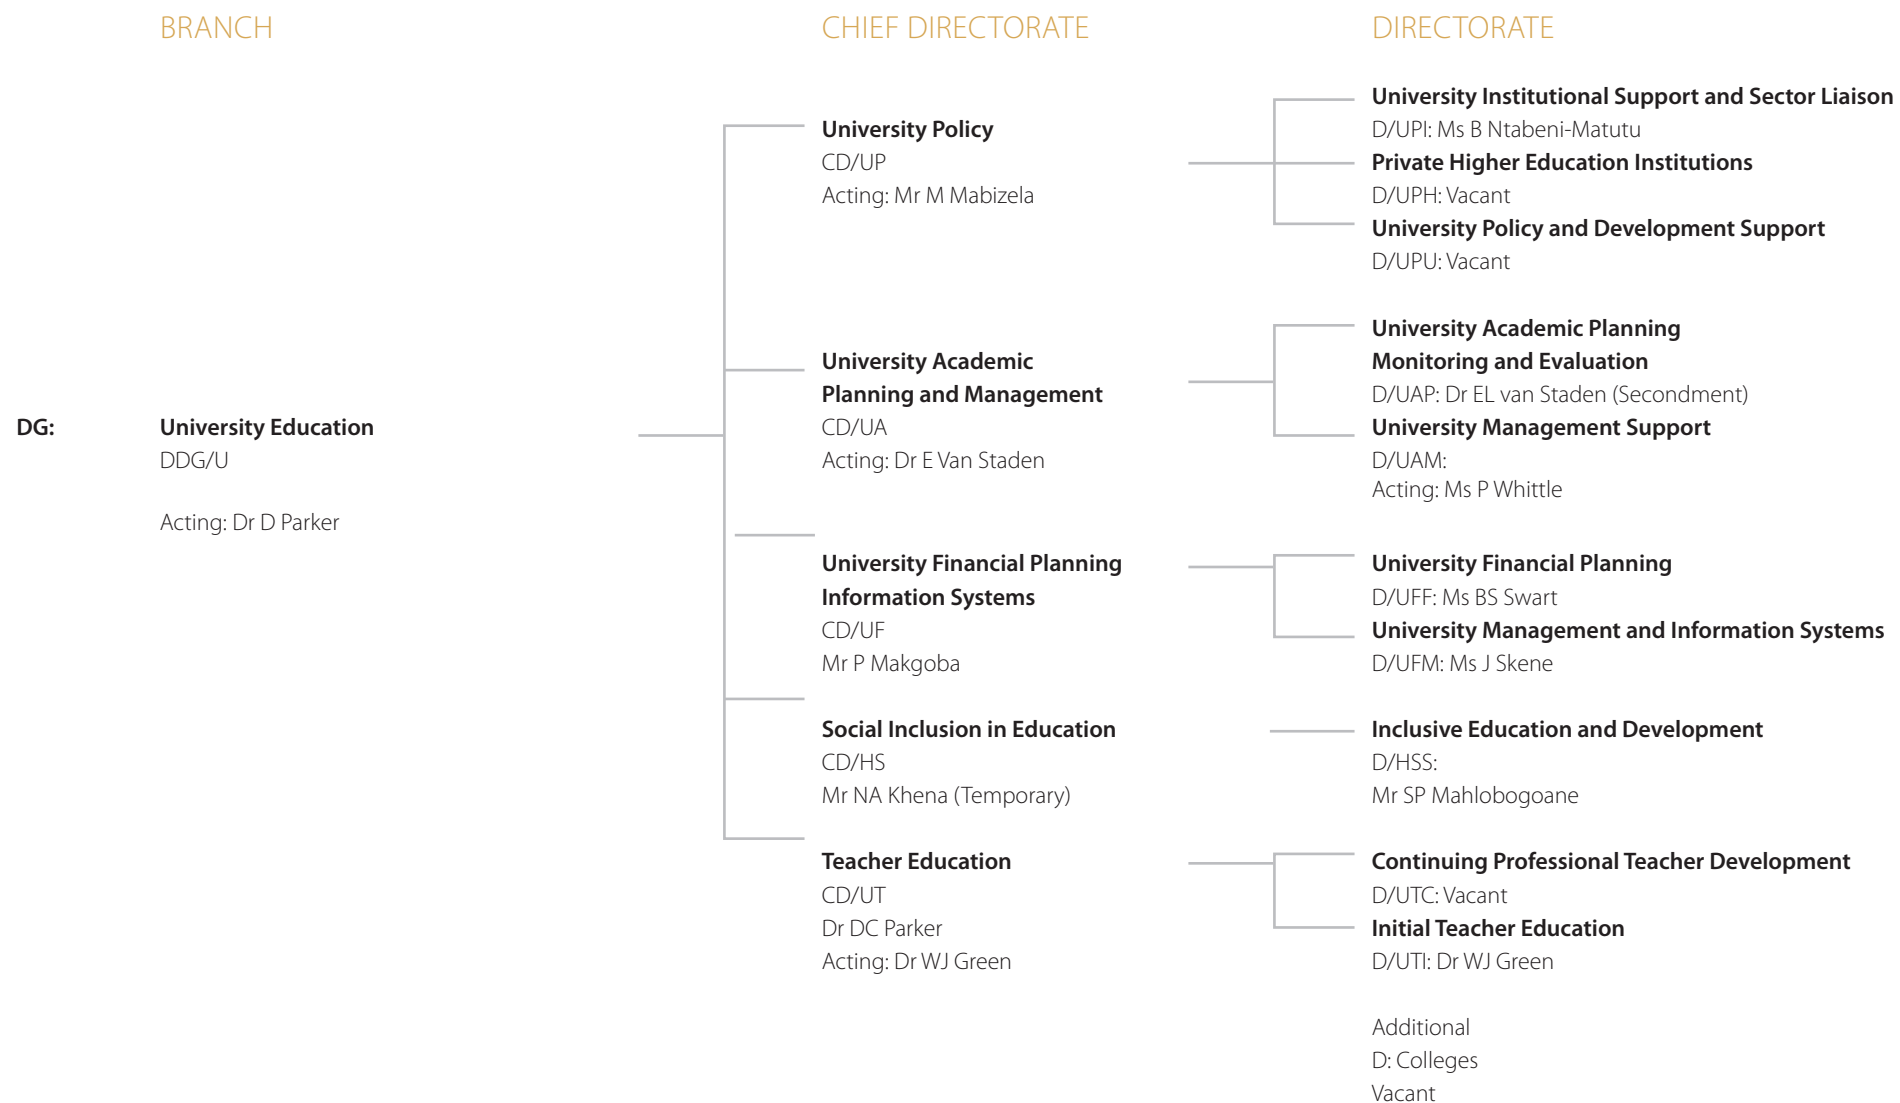 BRANCH
CHIEF DIRECTORATE
DIRECTORATE
DG:
University Education
DDG/U
Acting: Dr D Parker
University Policy
CD/UP
Acting: Mr M Mabizela
University Institutional Support and Sector Liaison
D/UPI: Ms B Ntabeni-Matutu
Private Higher Education Institutions
D/UPH: Vacant
University Policy and Development Support
D/UPU: Vacant
University Academic
Planning and Management
CD/UA
Acting: Dr E Van Staden
University Academic Planning
Monitoring and Evaluation
D/UAP: Dr EL van Staden (Secondment)
University Management Support
D/UAM:
Acting: Ms P Whittle
University Financial Planning
Information Systems
CD/UF
Mr P Makgoba
University Financial Planning
D/UFF: Ms BS Swart
University Management and Information Systems
D/UFM: Ms J Skene
Social Inclusion in Education
CD/HS
Mr NA Khena (Temporary)
Inclusive Education and Development
D/HSS:
Mr SP Mahlobogoane
Teacher Education
CD/UT
Dr DC Parker
Acting: Dr WJ Green
Continuing Professional Teacher Development
D/UTC: Vacant
Initial Teacher Education
D/UTI: Dr WJ Green
Additional
D: Colleges
Vacant